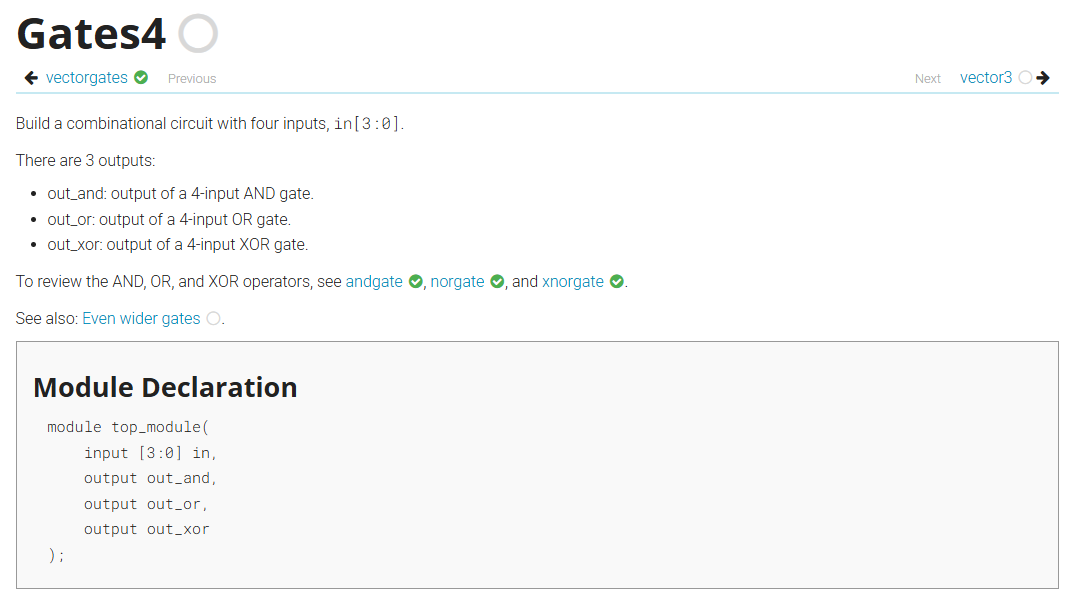 Gates4
vectorgates Previous Next vector3
Build a combinational circuit with four inputs, in[3:0].
There are 3 outputs:
• out_and: output of a 4-input AND gate.
• out_or: output of a 4-input OR gate.
• out_xor: output of a 4-input XOR gate.
To review the AND, OR, and XOR operators, see andgate, norgate, and xnorgate.
See also: Even wider gates.
Module Declaration
module top_module(
    input [3:0] in,
    output out_and,
    output out_or,
    output out_xor
);